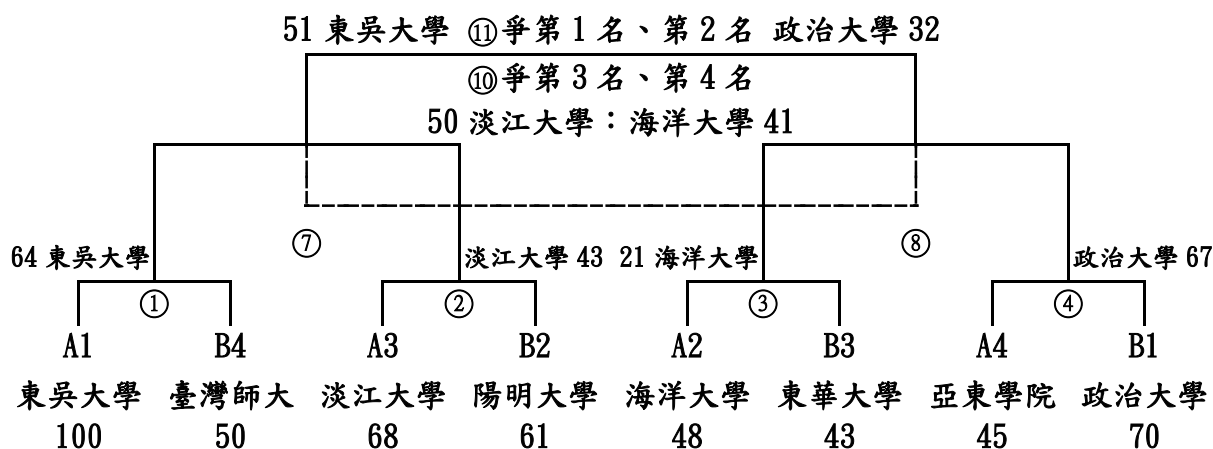 51 東吳大學 ⑪爭第 1 名、第 2 名 政治大學 32
⑩爭第 3 名、第 4 名
50 淡江大學：海洋大學 41
⑦ ⑧
64 東吳大學 淡江大學 43 21 海洋大學 政治大學 67
① ② ③ ④
A1 B4 A3 B2 A2 B3 A4 B1
東吳大學 臺灣師大 淡江大學 陽明大學 海洋大學 東華大學 亞東學院 政治大學
100 50 68 61 48 43 45 70